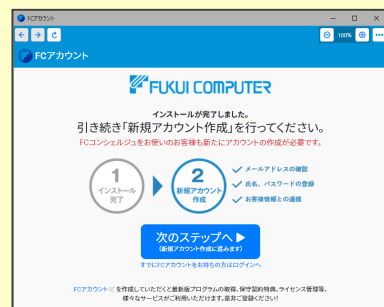 FCアカウント
100%
FCアカウント
FUKUI COMPUTER
インストールが完了しました。
引き続き「新規アカウント作成」を行ってください。
FCコンシェルジュをお使いのお客様も新たにアカウントの作成が必要です。
1
インストール
完了
2
新規アカウント
作成
メールアドレスの確認
氏名、パスワードの登録
お客様情報との連携
次のステップへ ▶
(新規アカウント作成に進みます)
すでにFCアカウントをお持ちの方はログインへ
FCアカウントを作成していただくと最新版プログラムの取得、保守契約特典、ライセンス管理等、
様々なサービスがご利用いただけます。是非ご登録ください!